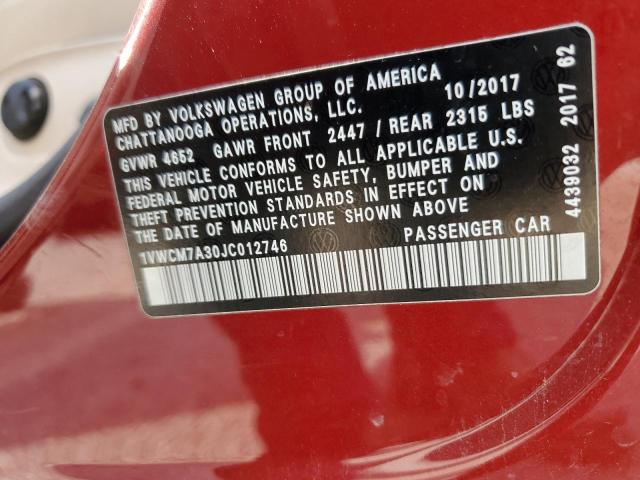 MFD BY VOLKSWAGEN GROUP OF AMERICA 10/2017
CHATTANOOGA OPERATIONS, LLC.
GVWR 4652 GAWR FRONT 2447 / REAR 2315 LBS
THIS VEHICLE CONFORMS TO ALL APPLICABLE U.S.
FEDERAL MOTOR VEHICLE SAFETY, BUMPER AND
THEFT PREVENTION STANDARDS IN EFFECT ON
THE DATE OF MANUFACTURE SHOWN ABOVE
1VWCM7A30JC012746 PASSENGER CAR
4439032 2017 62